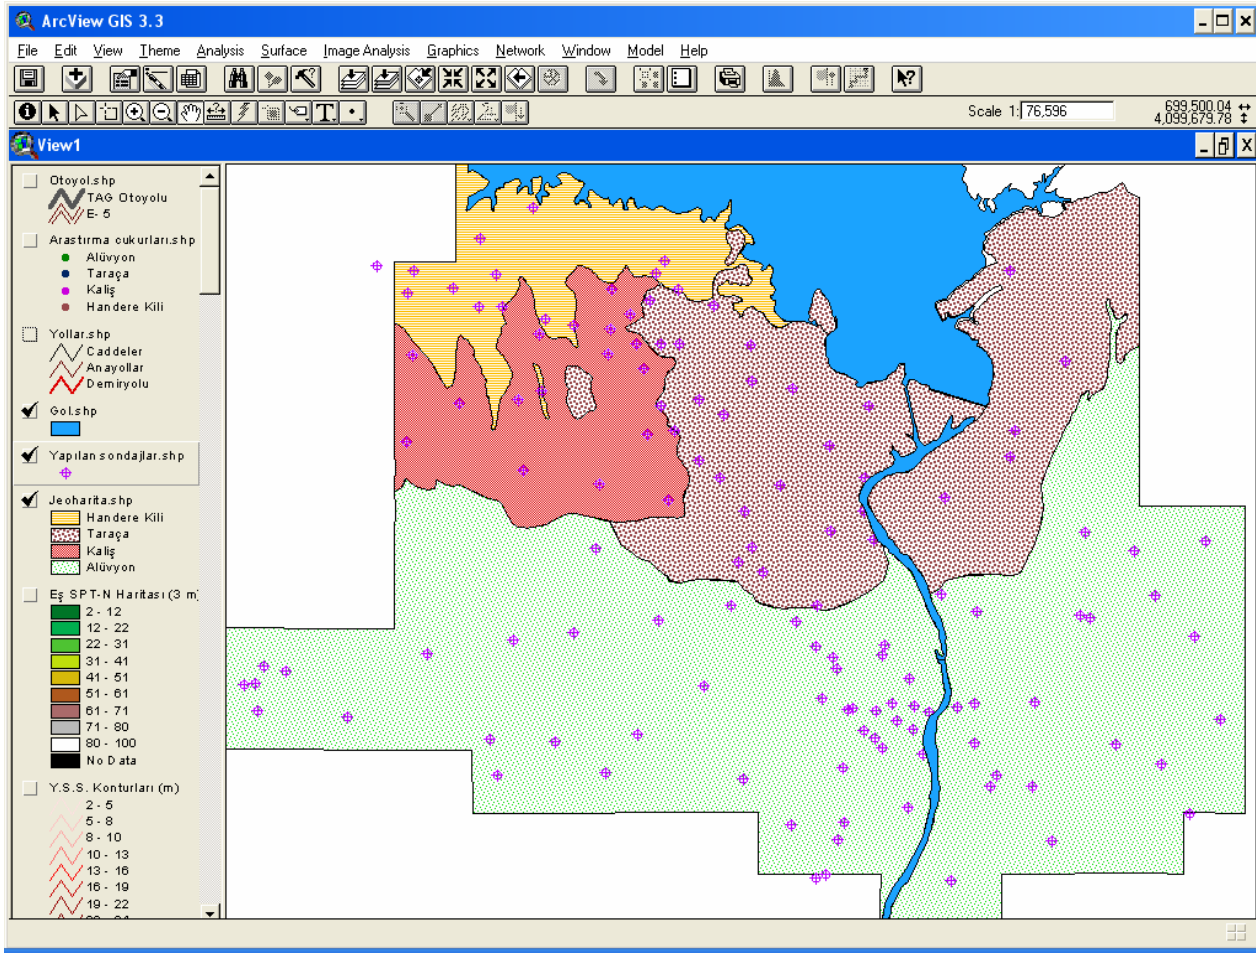 ArcView GIS 3.3
File Edit View Theme Analysis Surface Image Analysis Graphics Network Window Model Help
Scale 1: 76,596
699,500.04
4,099,679.78
View1
Otoyol.shp
TAG Otoyolu
E- 5
Arastırma cukurları.shp
Alüvyon
Taraça
Kaliş
Handere Kili
Yollar.shp
Caddeler
Anayollar
Demiryolu
Gol.shp
Yapılan sondajlar.shp
Jeoharita.shp
Handere Kili
Taraça
Kaliş
Alüvyon
Eş SPT-N Haritası (3 m)
2 - 12
12 - 22
22 - 31
31 - 41
41 - 51
51 - 61
61 - 71
71 - 80
80 - 100
No Data
Y.S.S. Konturları (m)
2 - 5
5 - 8
8 - 10
10 - 13
13 - 16
16 - 19
19 - 22